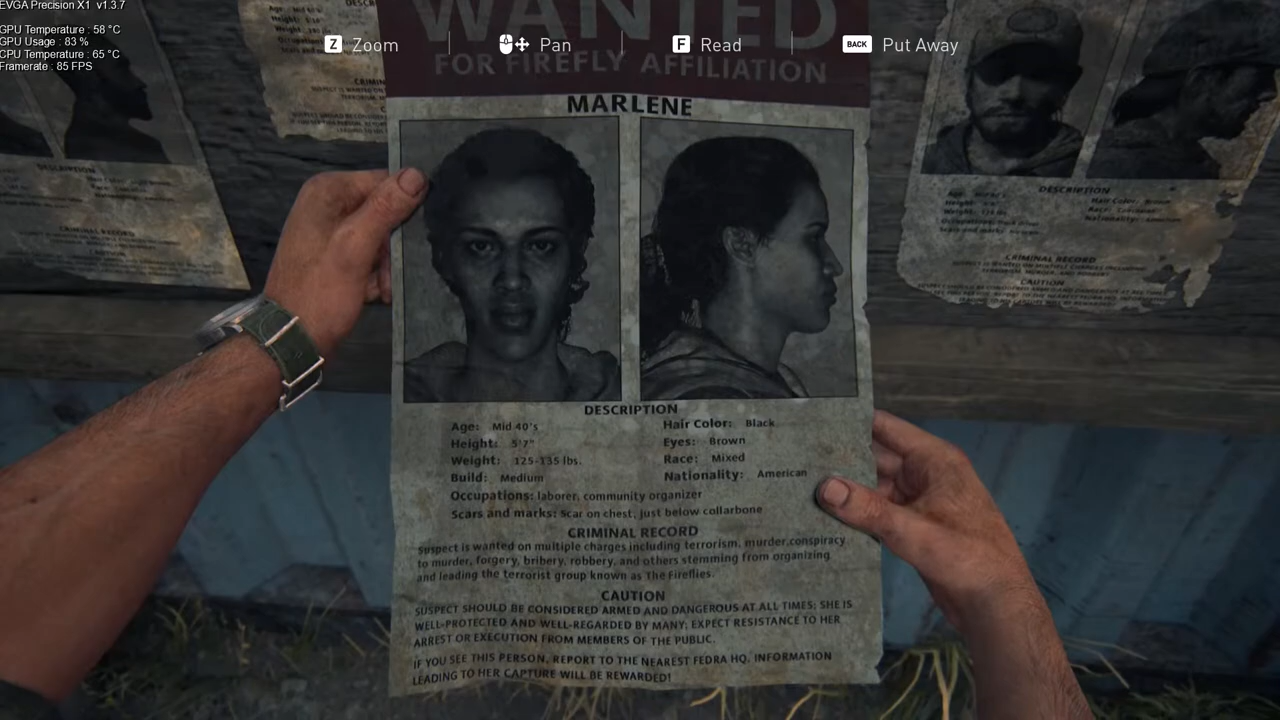 EVGA Precision X1 v1.3.7
GPU Temperature : 58 °C
GPU Usage : 83 %
CPU Temperature : 65 °C
Framerate : 85 FPS
Z Zoom
Pan
F Read
BACK Put Away
WANTED
FOR FIREFLY AFFILIATION
MARLENE
DESCRIPTION
Age: Mid 40's
Height: 5'7"
Weight: 125-135 lbs.
Build: Medium
Hair Color: Black
Eyes: Brown
Race: Mixed
Nationality: American
Occupations: laborer, community organizer
Scars and marks: Scar on chest, just below collarbone
CRIMINAL RECORD
Suspect is wanted on multiple charges including terrorism, murder,conspiracy
to murder, forgery, bribery, robbery, and others stemming from organizing
and leading the terrorist group known as The Fireflies.
CAUTION
SUSPECT SHOULD BE CONSIDERED ARMED AND DANGEROUS AT ALL TIMES; SHE IS
WELL-PROTECTED AND WELL-REGARDED BY MANY; EXPECT RESISTANCE TO HER
ARREST OR EXECUTION FROM MEMBERS OF THE PUBLIC.
IF YOU SEE THIS PERSON, REPORT TO THE NEAREST FEDRA HQ. INFORMATION
LEADING TO HER CAPTURE WILL BE REWARDED!
DESCRIPTION
Hair Color: Brown
CRIMINAL RECORD
CAUTION
DESCRIPTION
CRIMINAL RECORD